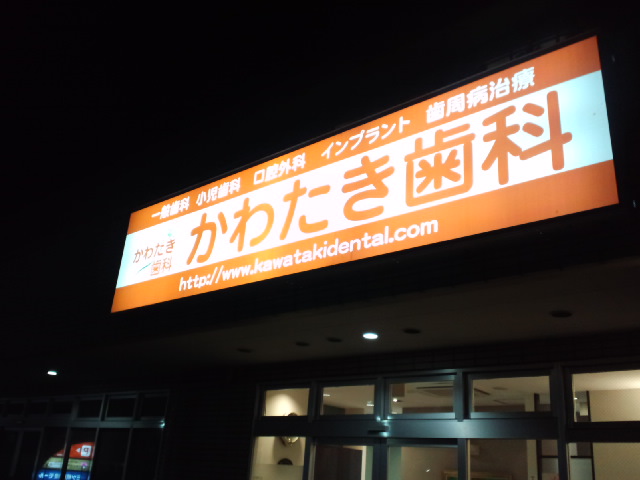 一般歯科 小児歯科 口腔外科 インプラント 歯周病治療
かわたき
歯科
かわたき歯科
http://www.kawatakidental.com